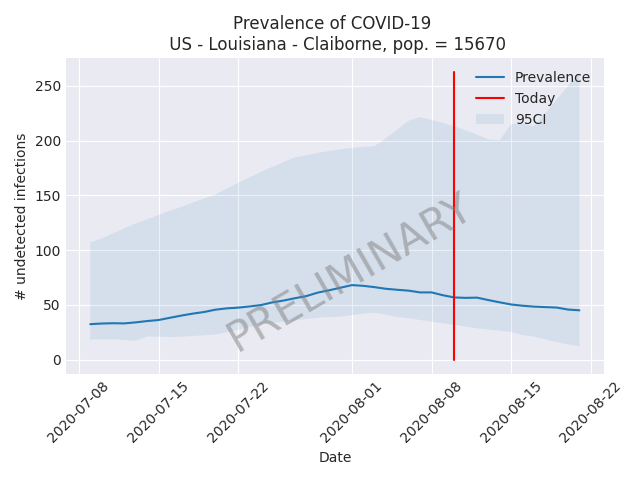 Prevalence of COVID-19
US - Louisiana - Claiborne, pop. = 15670
# undetected infections
250
200
150
100
50
0
Prevalence
Today
95CI
PRELIMINARY
2020-07-08
2020-07-15
2020-07-22
2020-08-01
2020-08-08
2020-08-15
2020-08-22
Date